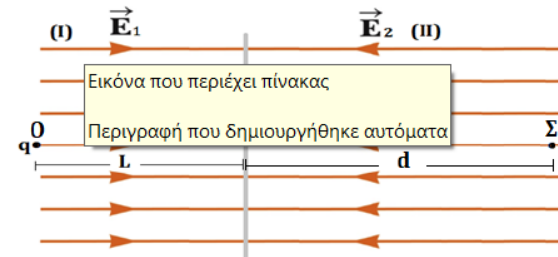 (I) E₁ E₂ (II)
Εικόνα που περιέχει πίνακας
Περιγραφή που δημιουργήθηκε αυτόματα
O Σ
q
L d